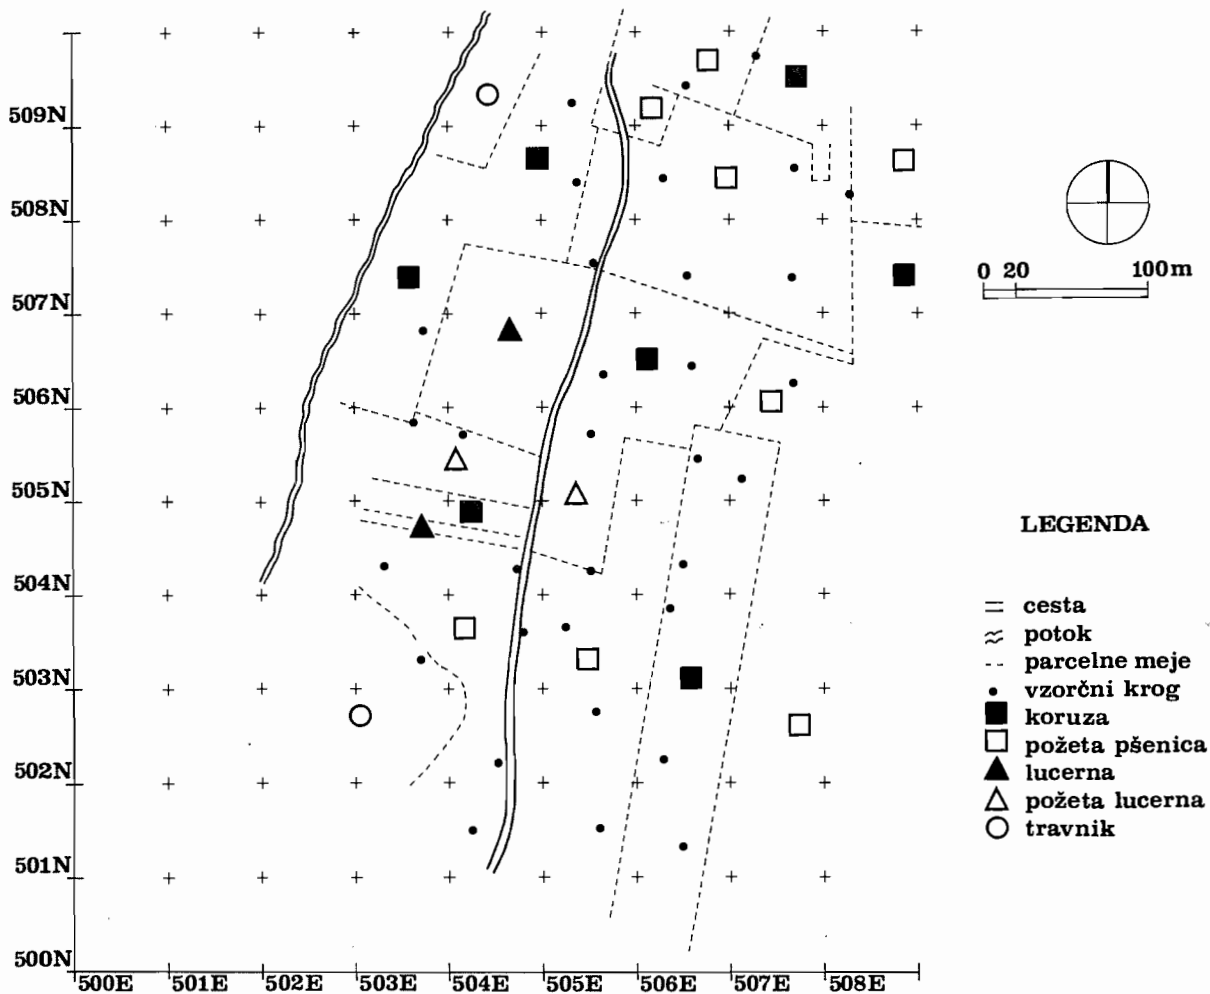 509N
508N
507N
506N
505N
504N
503N
502N
501N
500N
500E 501E 502E 503E 504E 505E 506E 507E 508E
0 20 100m
LEGENDA
cesta
potok
parcelne meje
vzorčni krog
koruza
požeta pšenica
lucerna
požeta lucerna
travnik